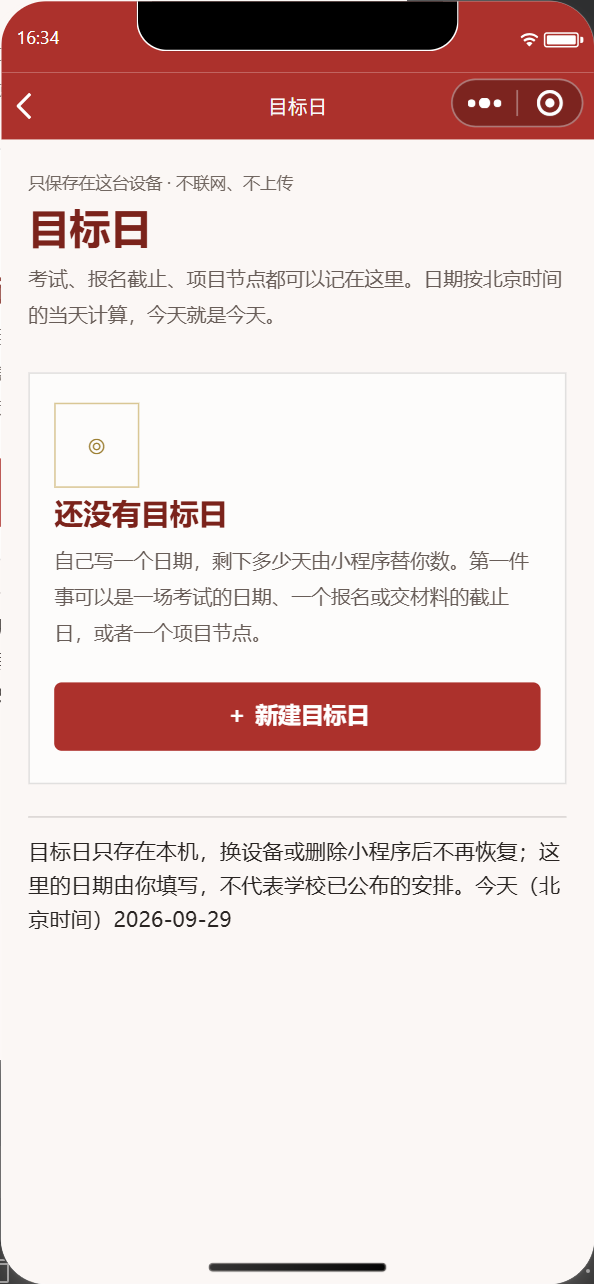 16:34
目标日
只保存在这台设备 · 不联网、不上传
目标日
考试、报名截止、项目节点都可以记在这里。日期按北京时间
的当天计算，今天就是今天。
还没有目标日
自己写一个日期，剩下多少天由小程序替你数。第一件
事可以是一场考试的日期、一个报名或交材料的截止
日，或者一个项目节点。
+ 新建目标日
目标日只存在本机，换设备或删除小程序后不再恢复；这
里的日期由你填写，不代表学校已公布的安排。今天（北
京时间）2026-09-29